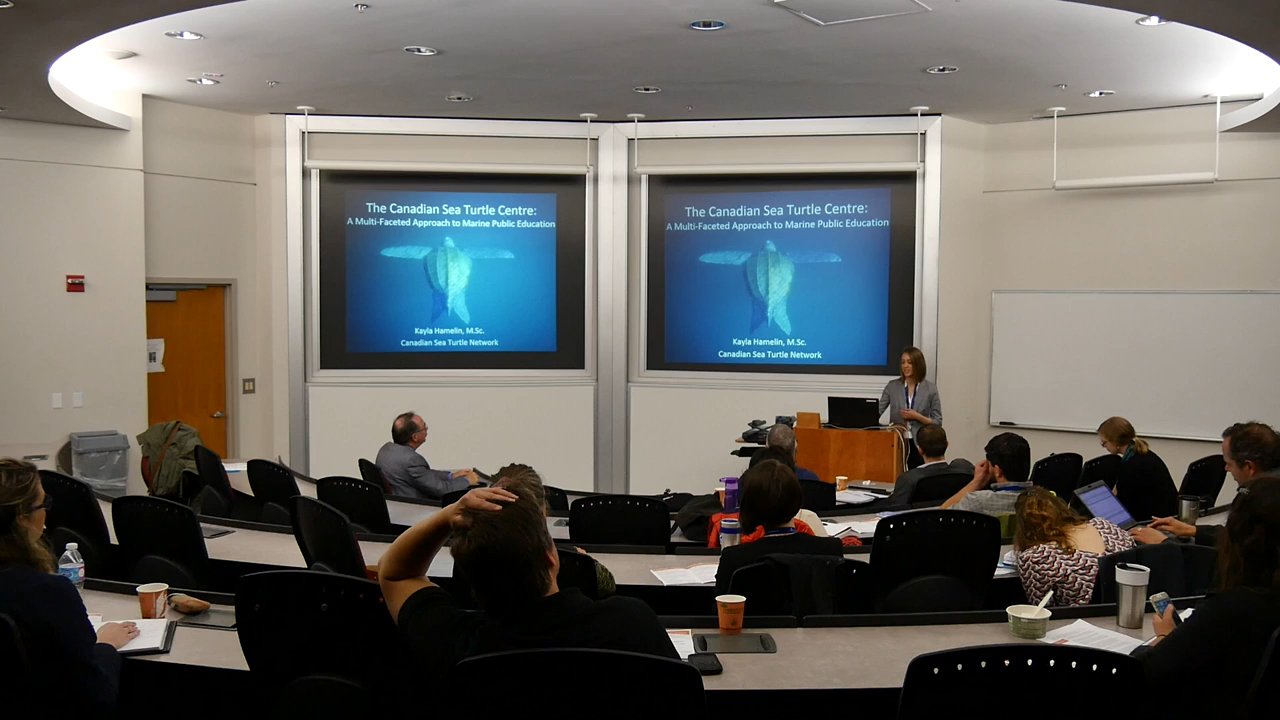 The Canadian Sea Turtle Centre:
A Multi-Faceted Approach to Marine Public Education
Kayla Hamelin, M.Sc.
Canadian Sea Turtle Network
The Canadian Sea Turtle Centre:
A Multi-Faceted Approach to Marine Public Education
Kayla Hamelin, M.Sc.
Canadian Sea Turtle Network